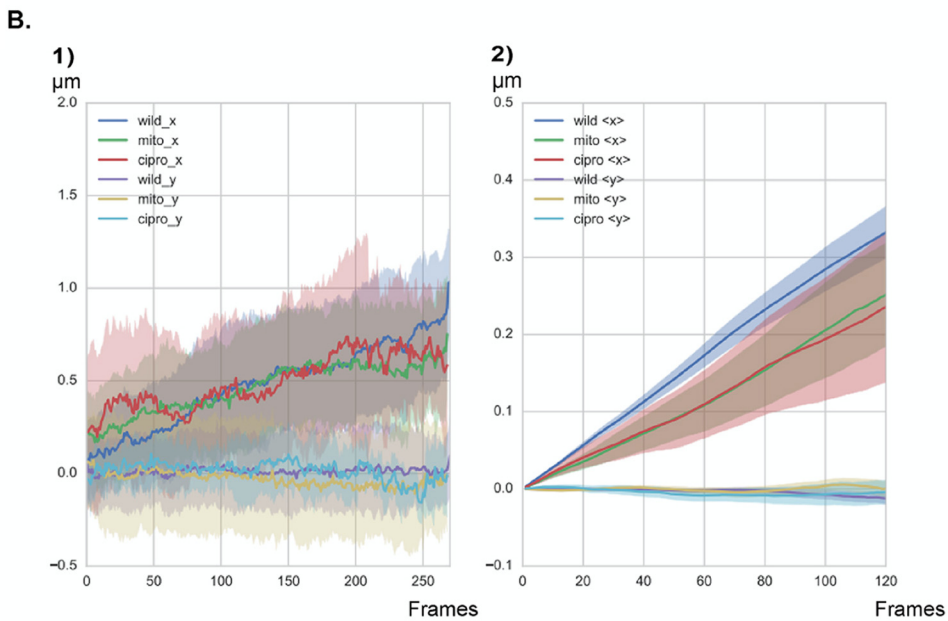 B.
1)
µm
2.0
1.5
1.0
0.5
0.0
−0.5
wild_x
mito_x
cipro_x
wild_y
mito_y
cipro_y
0 50 100 150 200 250
Frames
2)
µm
0.5
0.4
0.3
0.2
0.1
0.0
−0.1
wild <x>
mito <x>
cipro <x>
wild <y>
mito <y>
cipro <y>
0 20 40 60 80 100 120
Frames